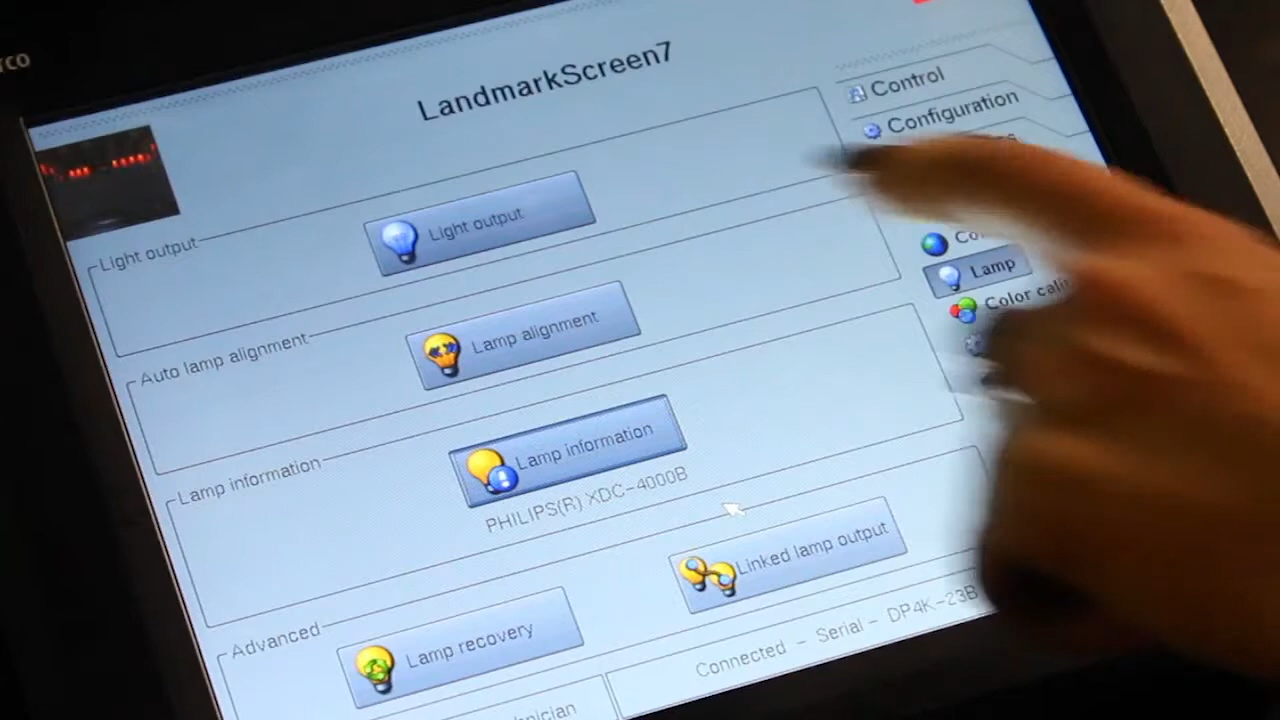 LandmarkScreen7
Control
Configuration
Light output
Light output
Lamp
Auto lamp alignment
Lamp alignment
Lamp information
Lamp information
PHILIPS(R) XDC-4000B
Linked lamp output
Advanced
Lamp recovery
Connected - Serial - DP4K-23B